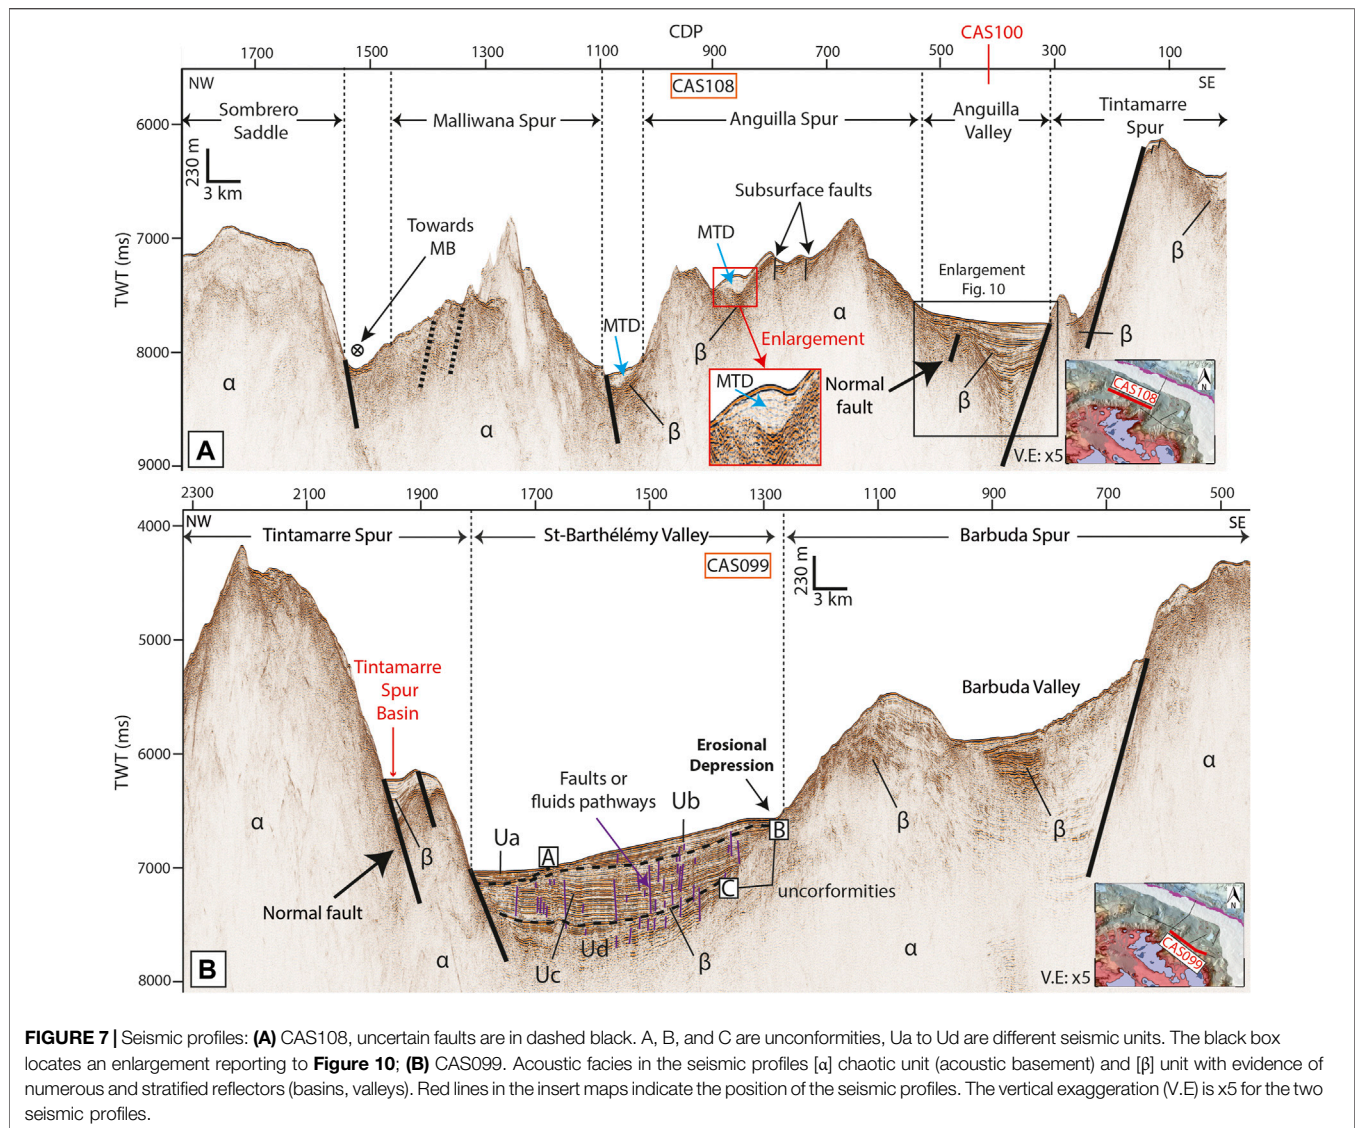 CDP
CAS100
1700 1500 1300 1100 900 700 500 300 100
NW
CAS108
SE
Sombrero
Saddle
Malliwana Spur
Anguilla Spur
Anguilla
Valley
Tintamarre
Spur
6000
230 m
3 km
Subsurface faults
Towards
MB
MTD
β
7000
TWT (ms)
Enlargement
Fig. 10
α
MTD
Enlargement
β
β
8000
MTD
Normal
fault
β
α
CAS108
N
α
β
A
9000
V.E: x5
2300 2100 1900 1700 1500 1300 1100 900 700 500
NW
SE
4000
Tintamarre Spur
St-Barthélémy Valley
Barbuda Spur
CAS099
230 m
3 km
5000
Tintamarre
Spur
Basin
Barbuda Valley
TWT (ms)
6000
Erosional
Depression
α
Faults or
fluids pathways
Ub
α
β
β
B
Ua
A
β
7000
C
uncorformities
Normal fault
N
CAS099
α
Ud
β
α
Uc
B
8000
V.E: x5
FIGURE 7 | Seismic profiles: (A) CAS108, uncertain faults are in dashed black. A, B, and C are unconformities, Ua to Ud are different seismic units. The black box
locates an enlargement reporting to Figure 10; (B) CAS099. Acoustic facies in the seismic profiles [α] chaotic unit (acoustic basement) and [β] unit with evidence of
numerous and stratified reflectors (basins, valleys). Red lines in the insert maps indicate the position of the seismic profiles. The vertical exaggeration (V.E) is x5 for the two
seismic profiles.